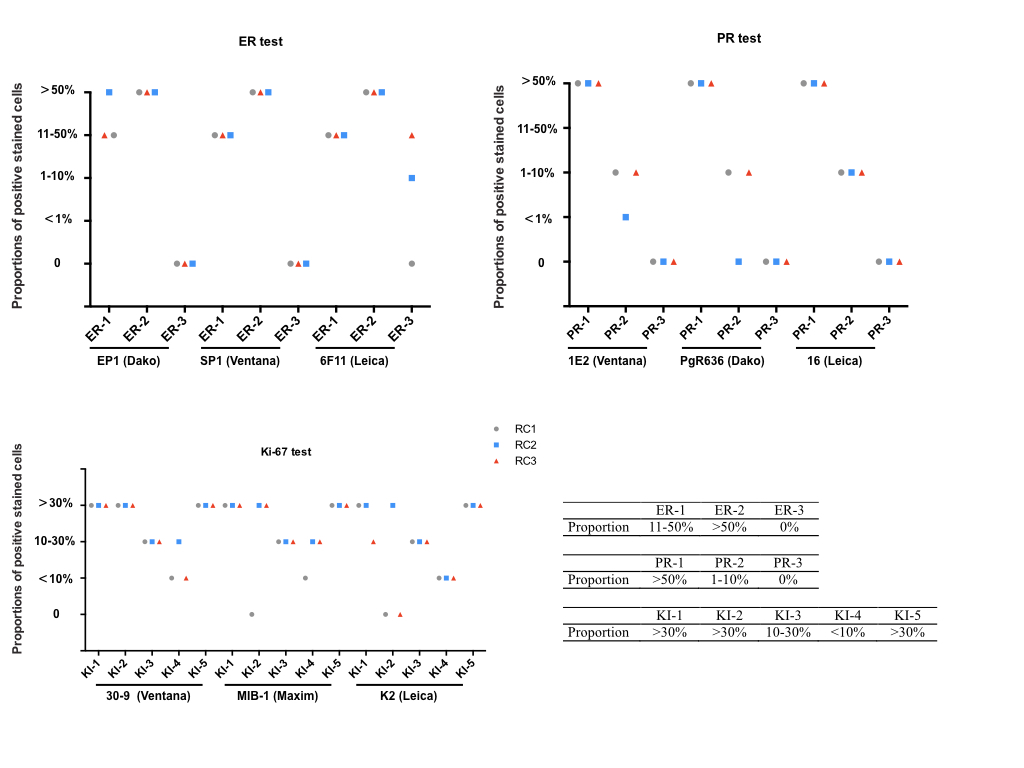 ER test
Proportions of positive stained cells
>50%
11-50%
1-10%
<1%
0
ER-1 ER-2 ER-3 ER-1 ER-2 ER-3 ER-1 ER-2 ER-3
EP1 (Dako) SP1 (Ventana) 6F11 (Leica)
PR test
Proportions of positive stained cells
>50%
11-50%
1-10%
<1%
0
PR-1 PR-2 PR-3 PR-1 PR-2 PR-3 PR-1 PR-2 PR-3
1E2 (Ventana) PgR636 (Dako) 16 (Leica)
Ki-67 test
Proportions of positive stained cells
>30%
10-30%
<10%
0
KI-1 KI-2 KI-3 KI-4 KI-5 KI-1 KI-2 KI-3 KI-4 KI-5 KI-1 KI-2 KI-3 KI-4 KI-5
30-9 (Ventana) MIB-1 (Maxim) K2 (Leica)
RC1
RC2
RC3
ER-1 ER-2 ER-3
Proportion 11-50% >50% 0%
PR-1 PR-2 PR-3
Proportion >50% 1-10% 0%
KI-1 KI-2 KI-3 KI-4 KI-5
Proportion >30% >30% 10-30% <10% >30%